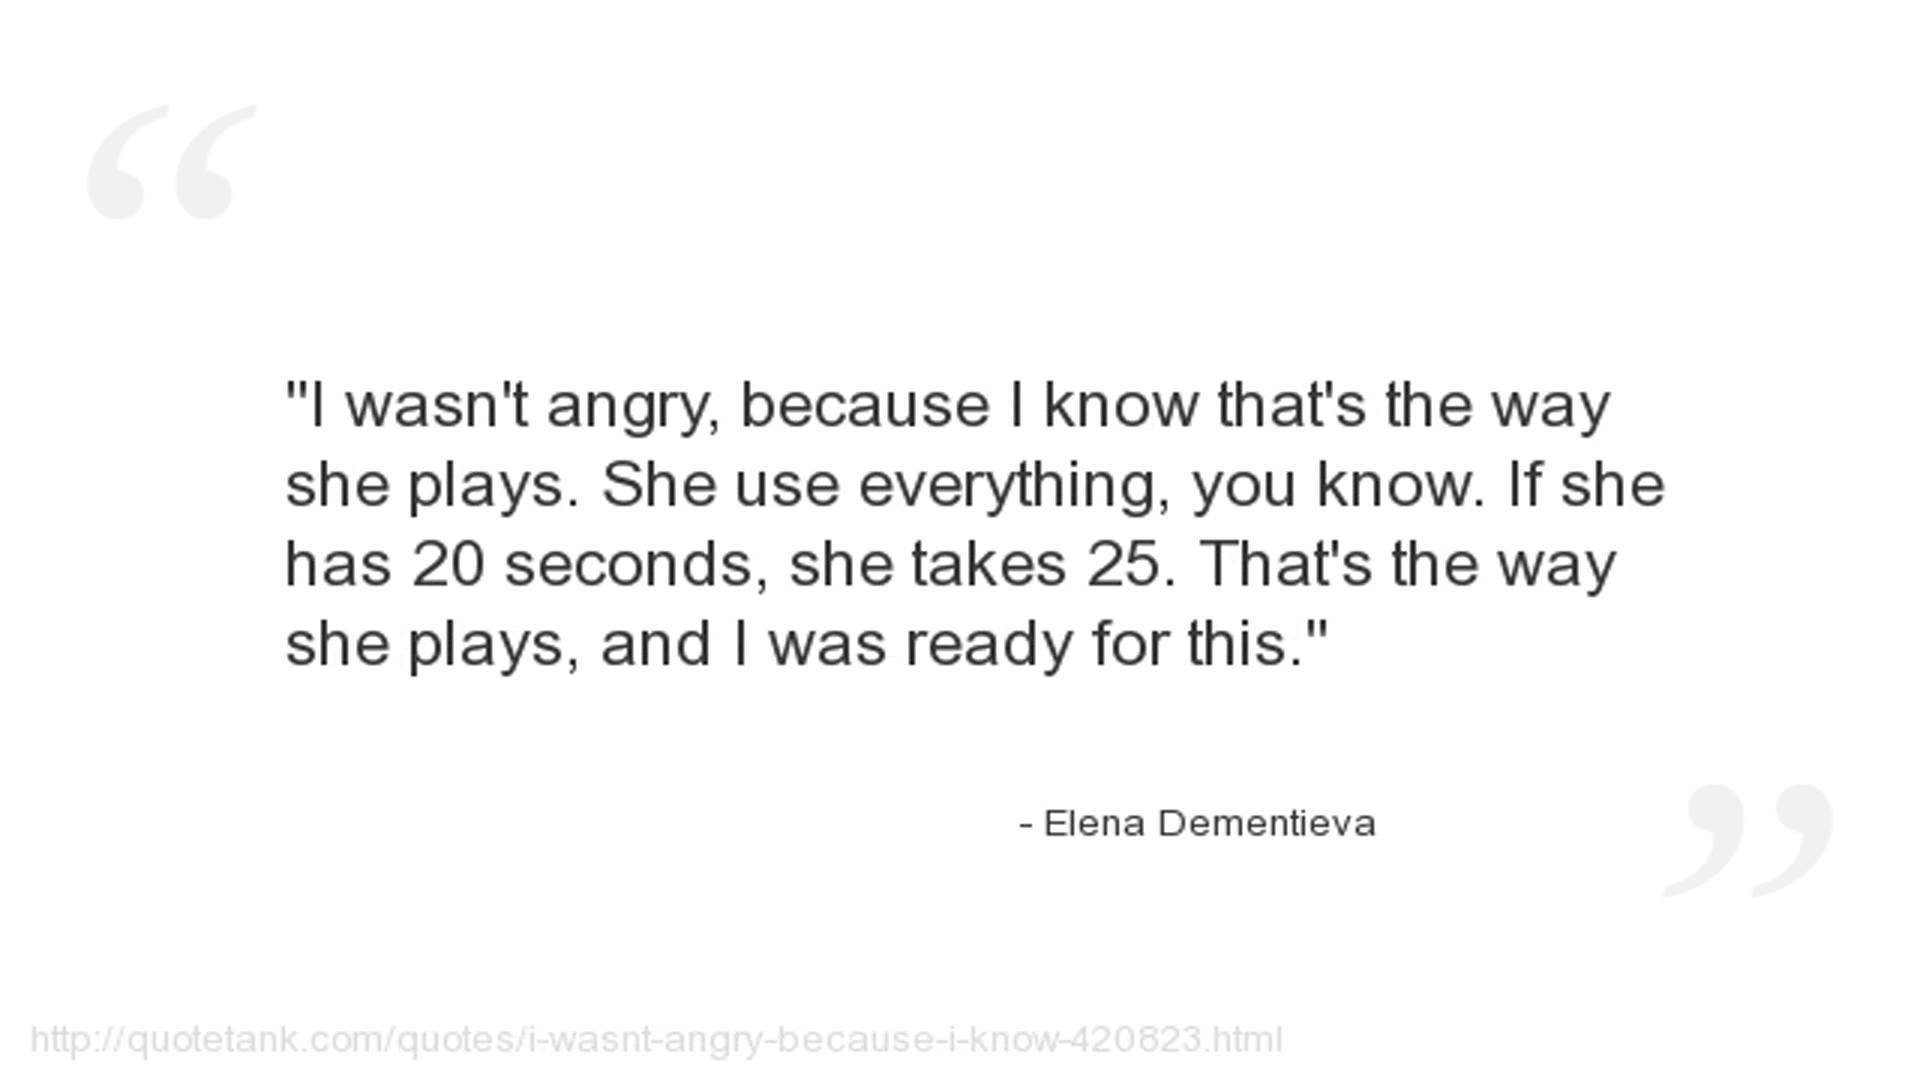 "I wasn't angry, because I know that's the way
she plays. She use everything, you know. If she
has 20 seconds, she takes 25. That's the way
she plays, and I was ready for this."
- Elena Dementieva
http://quotetank.com/quotes/i-wasnt-angry-because-i-know-420823.html